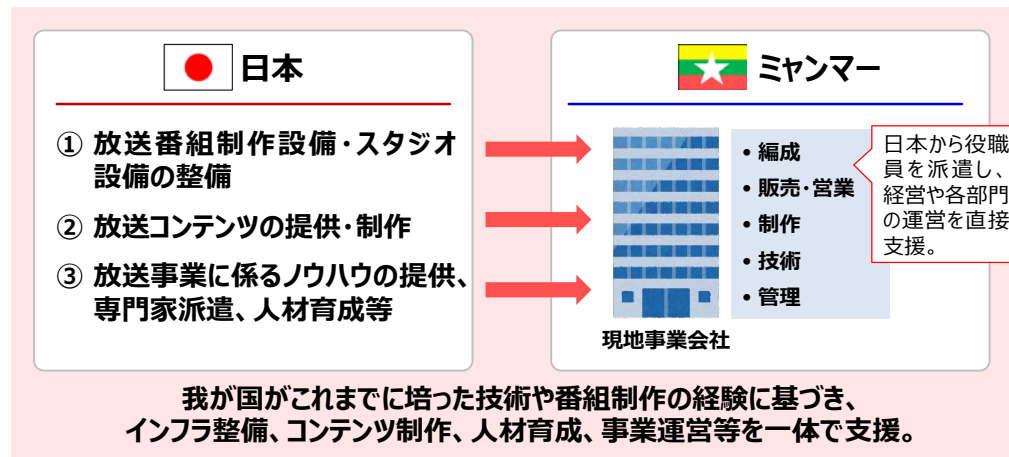 日本
① 放送番組制作設備・スタジオ
設備の整備
② 放送コンテンツの提供・制作
③ 放送事業に係るノウハウの提供、
専門家派遣、人材育成等
ミャンマー
• 編成
• 販売・営業
• 制作
• 技術
• 管理
日本から役職
員を派遣し、
経営や各部門
の運営を直接
支援。
現地事業会社
我が国がこれまでに培った技術や番組制作の経験に基づき、
インフラ整備、コンテンツ制作、人材育成、事業運営等を一体で支援。